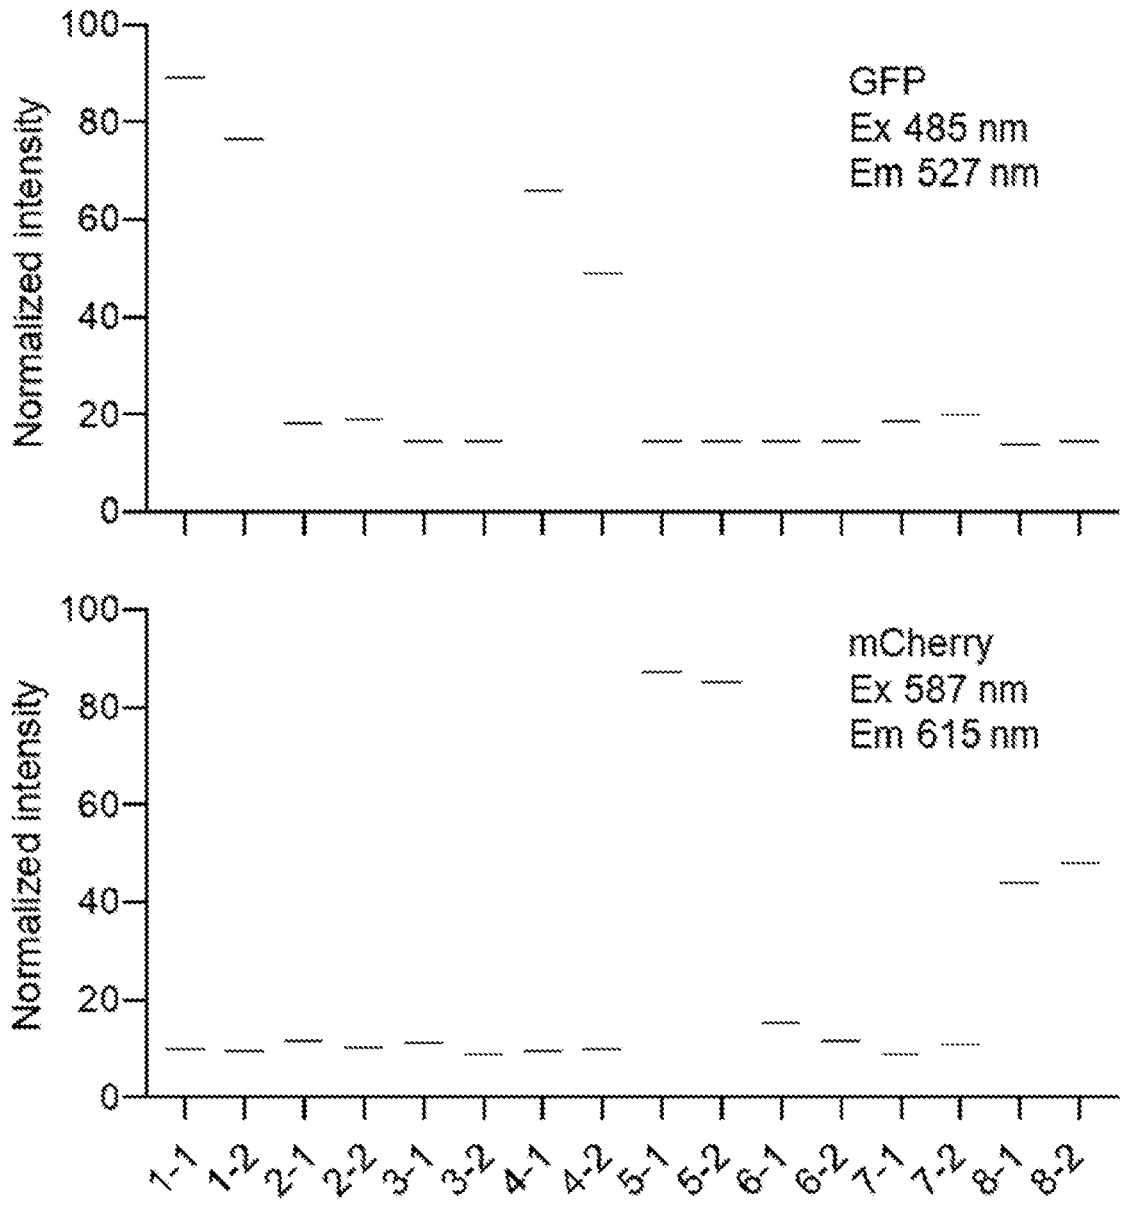 100
80
60
40
20
0
Normalized intensity
GFP
Ex 485 nm
Em 527 nm
100
80
60
40
20
0
Normalized intensity
mCherry
Ex 587 nm
Em 615 nm
1-1 1-2 2-1 2-2 3-1 3-2 4-1 4-2 5-1 5-2 6-1 6-2 7-1 7-2 8-1 8-2